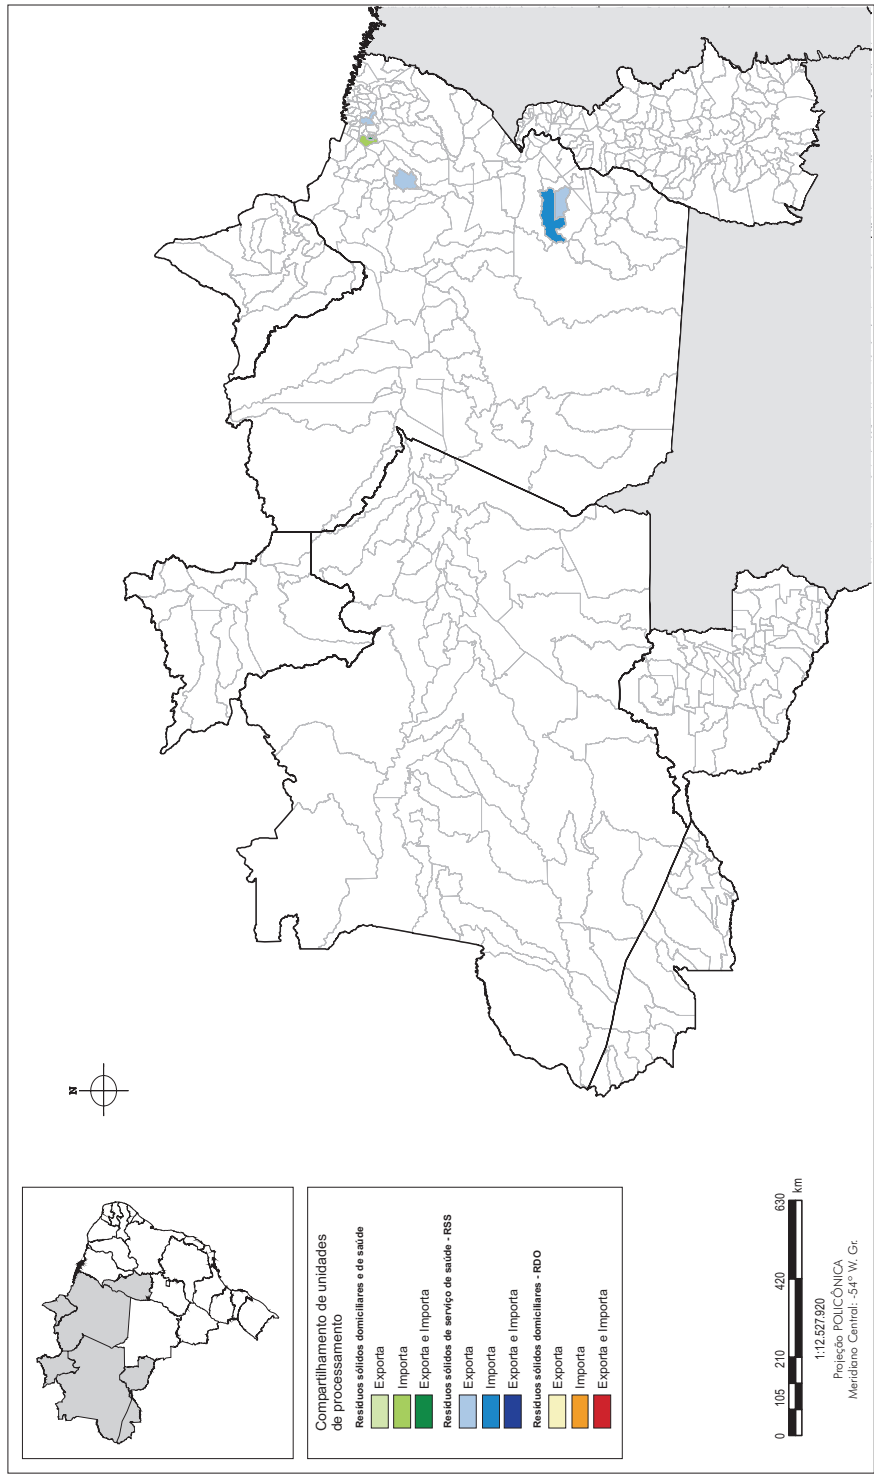 N
Compartilhamento de unidades
de processamento
Resíduos sólidos domiciliares e de saúde
Exporta
Importa
Exporta e Importa
Resíduos sólidos de serviço de saúde - RSS
Exporta
Importa
Exporta e Importa
Resíduos sólidos domiciliares - RDO
Exporta
Importa
Exporta e Importa
0 105 210 420 630
km
1:12.527.920
Projeção POLICÔNICA
Meridiano Central: -54° W. Gr.